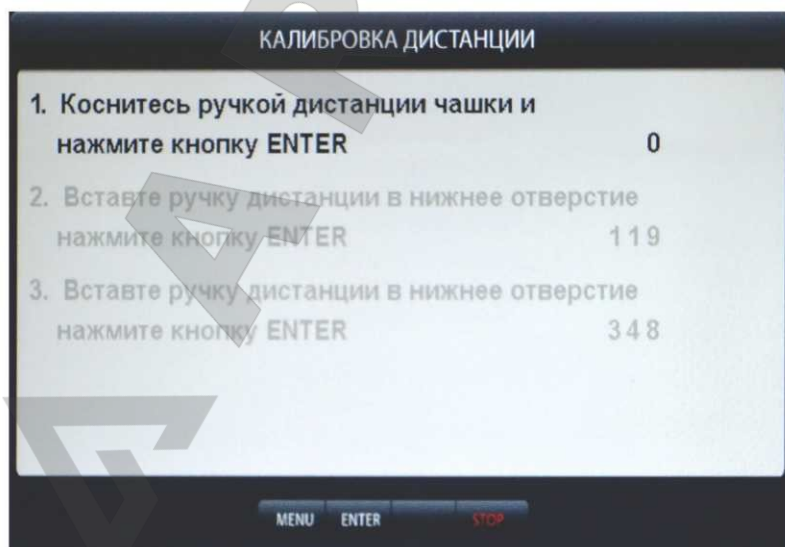 КАЛИБРОВКА ДИСТАНЦИИ
1. Коснитесь ручкой дистанции чашки и
нажмите кнопку ENTER 0
2. Вставте ручку дистанции в нижнее отверстие
нажмите кнопку ENTER 119
3. Вставте ручку дистанции в нижнее отверстие
нажмите кнопку ENTER 348
MENU ENTER STOP